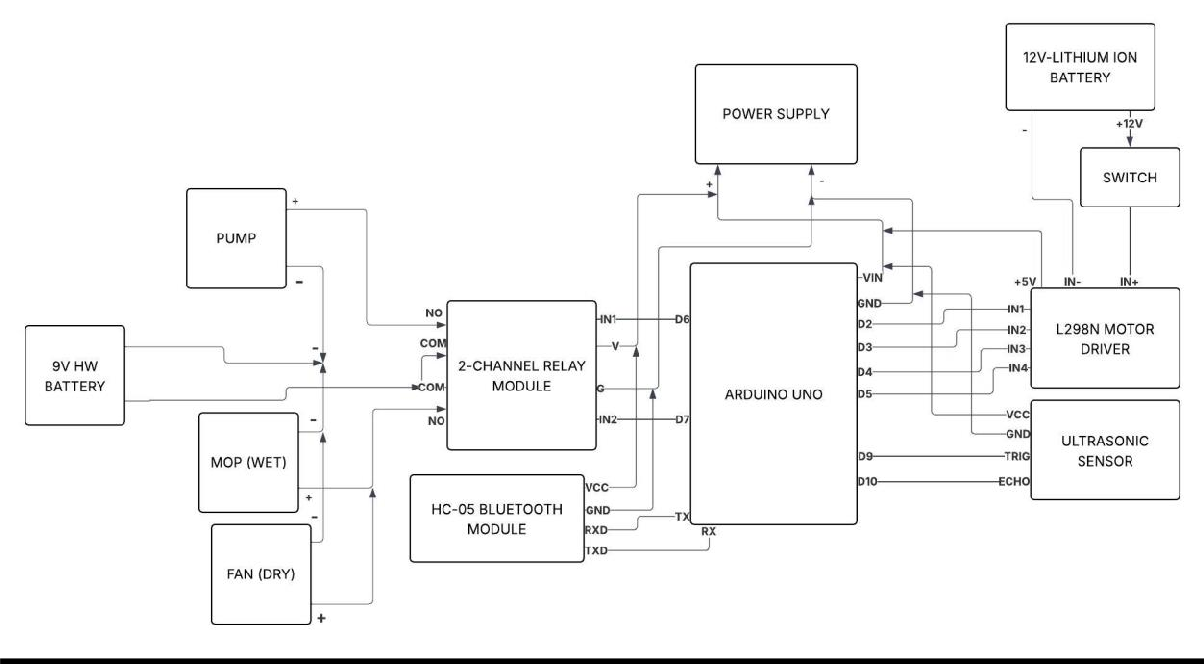 12V-LITHIUM ION
BATTERY
POWER SUPPLY
-
+12V
SWITCH
+
-
PUMP
+
-
+5V
IN-
IN+
VIN
GND
D2
D3
D4
D5
D9
D10
IN1
IN2
IN3
IN4
L298N MOTOR
DRIVER
NO
COM
COM
NO
2-CHANNEL RELAY
MODULE
IN1
V
G
IN2
D6
D7
ARDUINO UNO
TX
RX
9V HW
BATTERY
-
-
MOP (WET)
+
-
FAN (DRY)
+
HC-05 BLUETOOTH
MODULE
VCC
GND
RXD
TXD
VCC
GND
TRIG
ECHO
ULTRASONIC
SENSOR